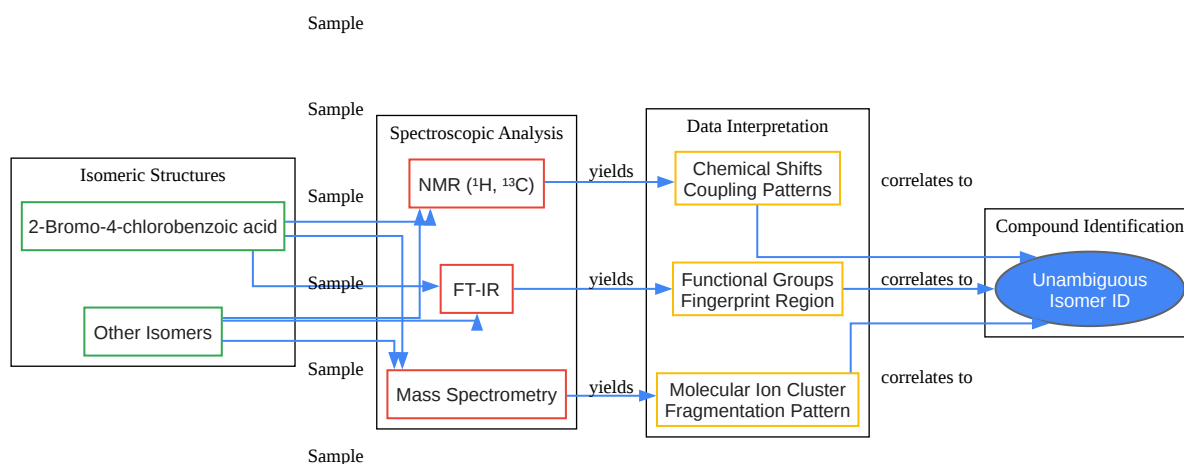 Sample
Sample
Spectroscopic Analysis
Data Interpretation
Isomeric Structures
NMR (¹H, ¹³C)
yields
Chemical Shifts
Coupling Patterns
correlates to
Sample
2-Bromo-4-chlorobenzoic acid
Compound Identification
Sample
FT-IR
yields
Functional Groups
Fingerprint Region
correlates to
Unambiguous
Isomer ID
Other Isomers
Sample
Mass Spectrometry
yields
Molecular Ion Cluster
Fragmentation Pattern
correlates to
Sample